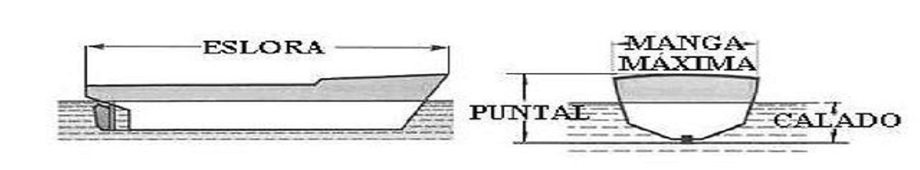 ESLORA
MANGA
MÁXIMA
PUNTAL
CALADO